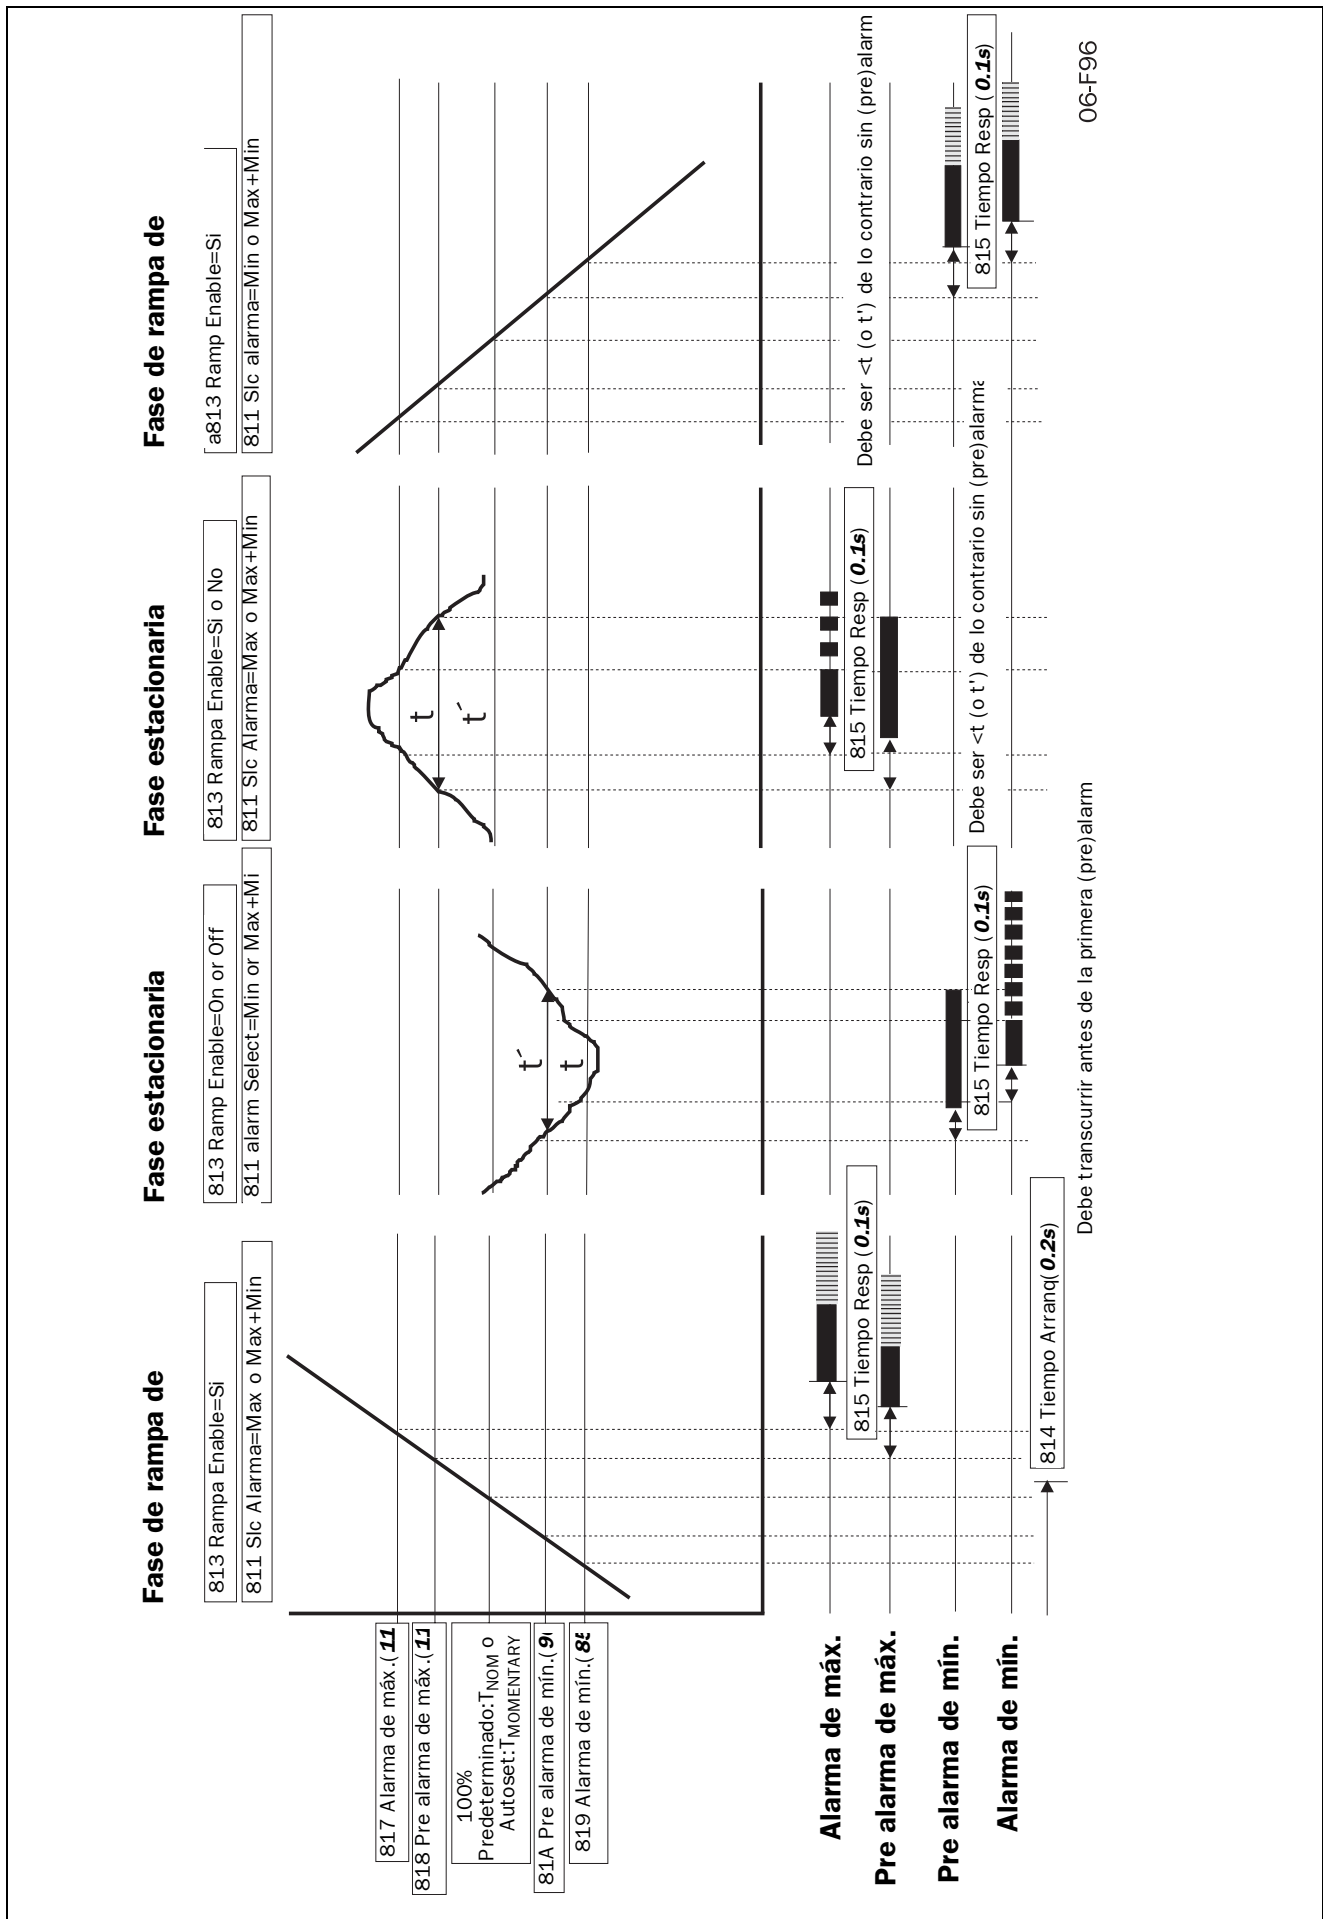 Fase de rampa de
813 Rampa Enable=Si
811 Slc Alarma=Max o Max+Min
Fase estacionaria
813 Ramp Enable=On or Off
811 alarm Select=Min or Max+Mi
Fase estacionaria
813 Rampa Enable=Si o No
811 Slc Alarma=Max o Max+Min
Fase de rampa de
a813 Ramp Enable=Si
811 Slc alarma=Min o Max+Min
817 Alarma de máx.(11
818 Pre alarma de máx.(11
100%
Predeterminado:TNOM o
Autoset:TMOMENTARY
81A Pre alarma de mín.(9
819 Alarma de mín.(85
t´
t
t
t´
Alarma de máx.
815 Tiempo Resp (0.1s)
815 Tiempo Resp (0.1s)
Debe ser <t (o t') de lo contrario sin (pre)alarm
Pre alarma de máx.
Pre alarma de mín.
815 Tiempo Resp (0.1s)
Debe ser <t (o t') de lo contrario sin (pre)alarma
815 Tiempo Resp (0.1s)
Alarma de mín.
814 Tiempo Arranq(0.2s)
Debe transcurrir antes de la primera (pre)alarm
06-F96